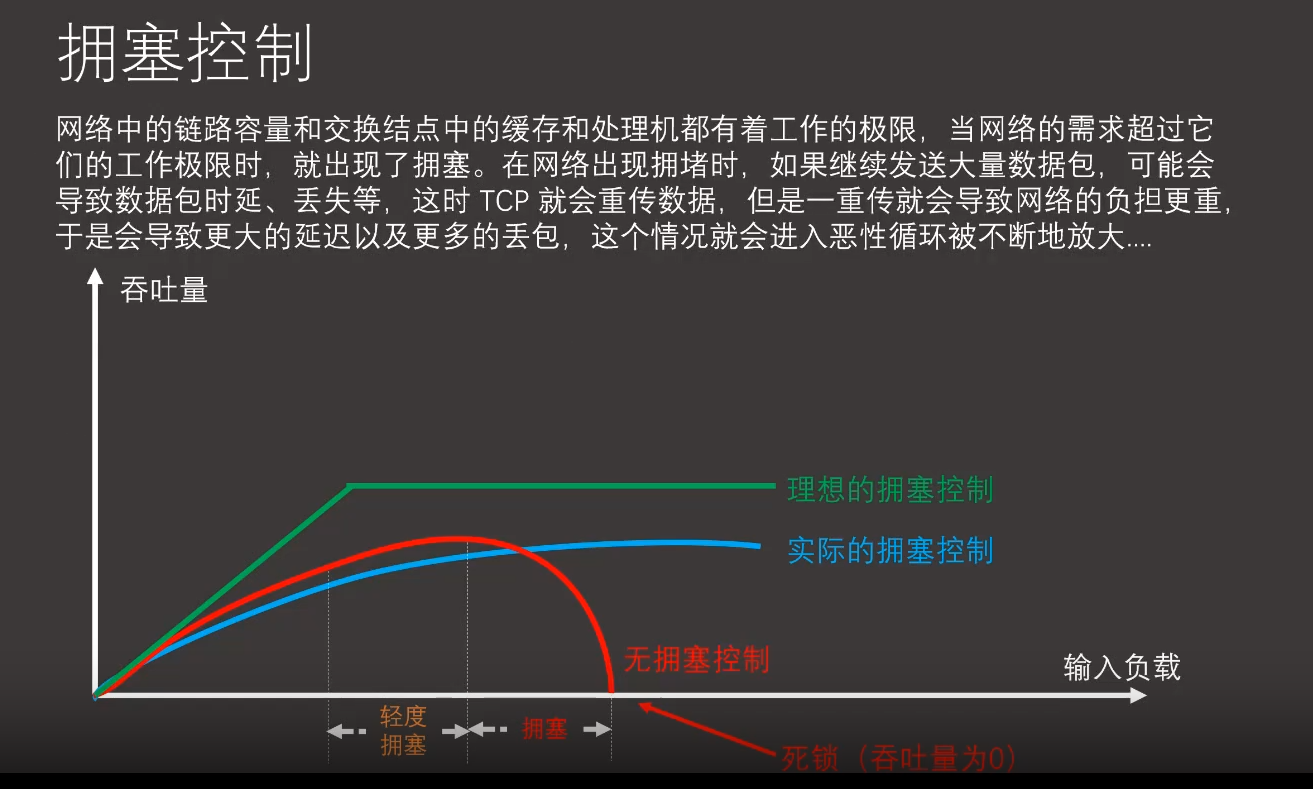 拥塞控制
网络中的链路容量和交换结点中的缓存和处理机都有着工作的极限，当网络的需求超过它
们的工作极限时，就出现了拥塞。在网络出现拥堵时，如果继续发送大量数据包，可能会
导致数据包时延、丢失等，这时 TCP 就会重传数据，但是一重传就会导致网络的负担更重，
于是会导致更大的延迟以及更多的丢包，这个情况就会进入恶性循环被不断地放大....
吞吐量
理想的拥塞控制
实际的拥塞控制
无拥塞控制
输入负载
轻度
拥塞
拥塞
死锁（吞吐量为0）